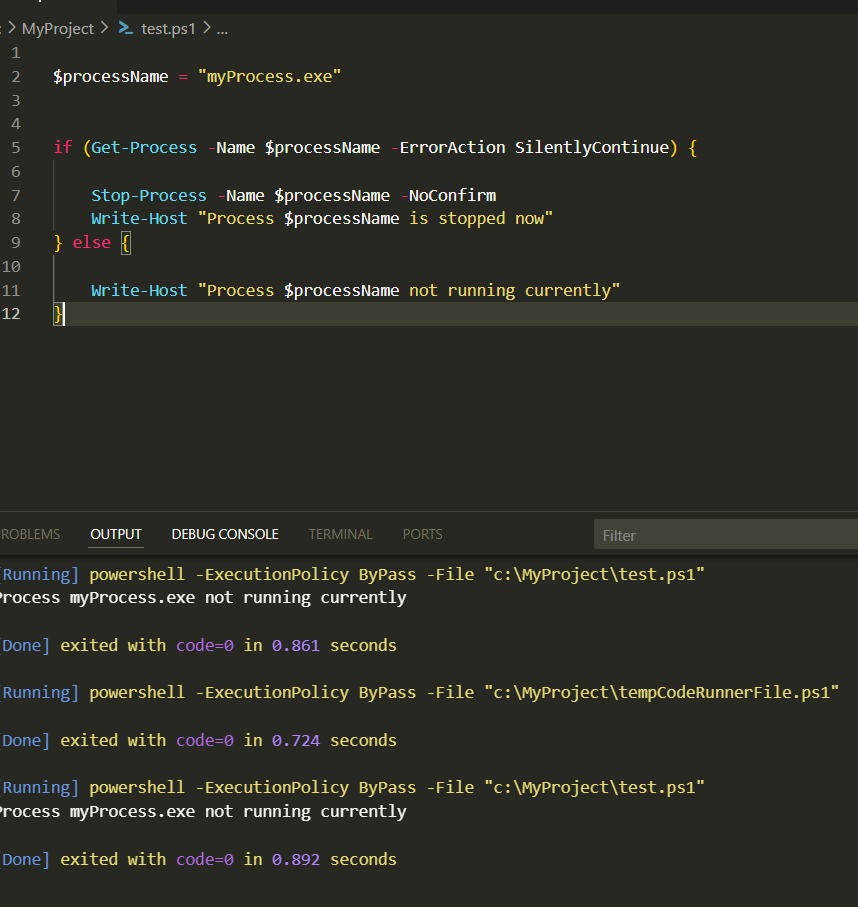 : > MyProject > test.ps1 > ...
1
2 $processName = "myProcess.exe"
3
4
5 if (Get-Process -Name $processName -ErrorAction SilentlyContinue) {
6
7 Stop-Process -Name $processName -NoConfirm
8 Write-Host "Process $processName is stopped now"
9 } else {
10
11 Write-Host "Process $processName not running currently"
12 }
ROBLEMS OUTPUT DEBUG CONSOLE TERMINAL PORTS Filter
[Running] powershell -ExecutionPolicy ByPass -File "c:\MyProject\test.ps1"
Process myProcess.exe not running currently
[Done] exited with code=0 in 0.861 seconds
[Running] powershell -ExecutionPolicy ByPass -File "c:\MyProject\tempCodeRunnerFile.ps1"
[Done] exited with code=0 in 0.724 seconds
[Running] powershell -ExecutionPolicy ByPass -File "c:\MyProject\test.ps1"
Process myProcess.exe not running currently
[Done] exited with code=0 in 0.892 seconds